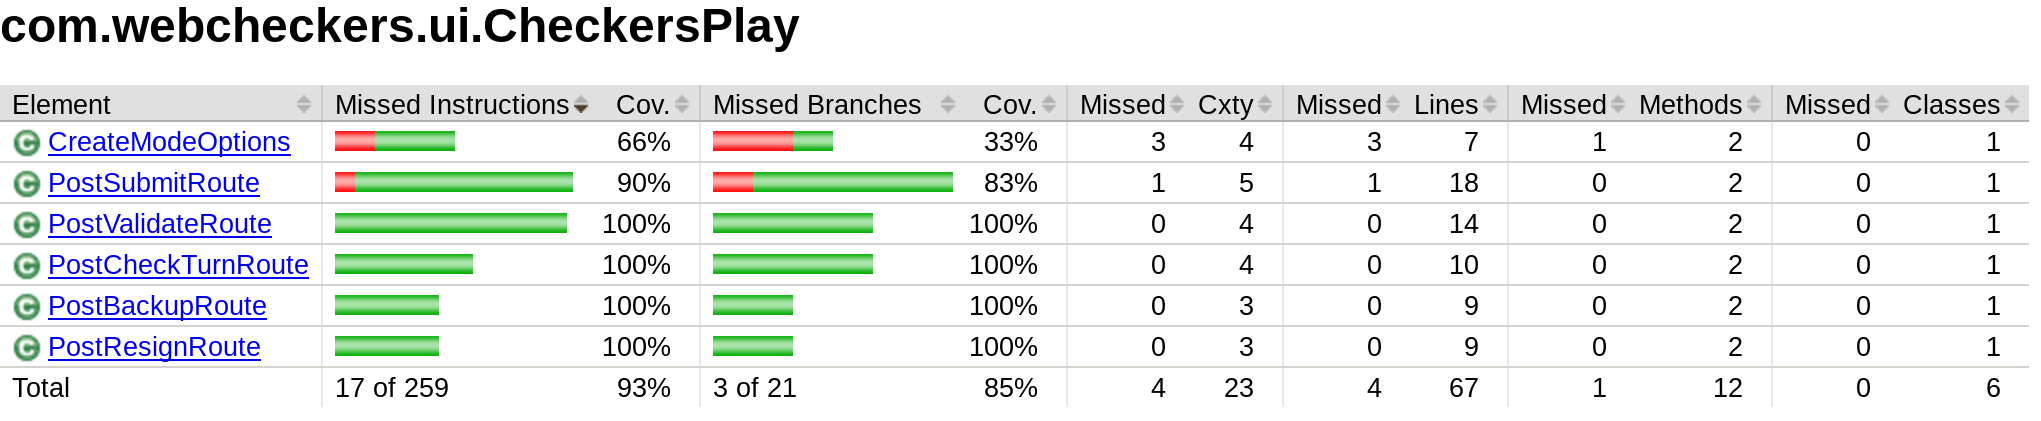 com.webcheckers.ui.CheckersPlay
Element Missed Instructions Cov. Missed Branches Cov. Missed Cxty Missed Lines Missed Methods Missed Classes
C CreateModeOptions 66% 33% 3 4 3 7 1 2 0 1
C PostSubmitRoute 90% 83% 1 5 1 18 0 2 0 1
C PostValidateRoute 100% 100% 0 4 0 14 0 2 0 1
C PostCheckTurnRoute 100% 100% 0 4 0 10 0 2 0 1
C PostBackupRoute 100% 100% 0 3 0 9 0 2 0 1
C PostResignRoute 100% 100% 0 3 0 9 0 2 0 1
Total 17 of 259 93% 3 of 21 85% 4 23 4 67 1 12 0 6